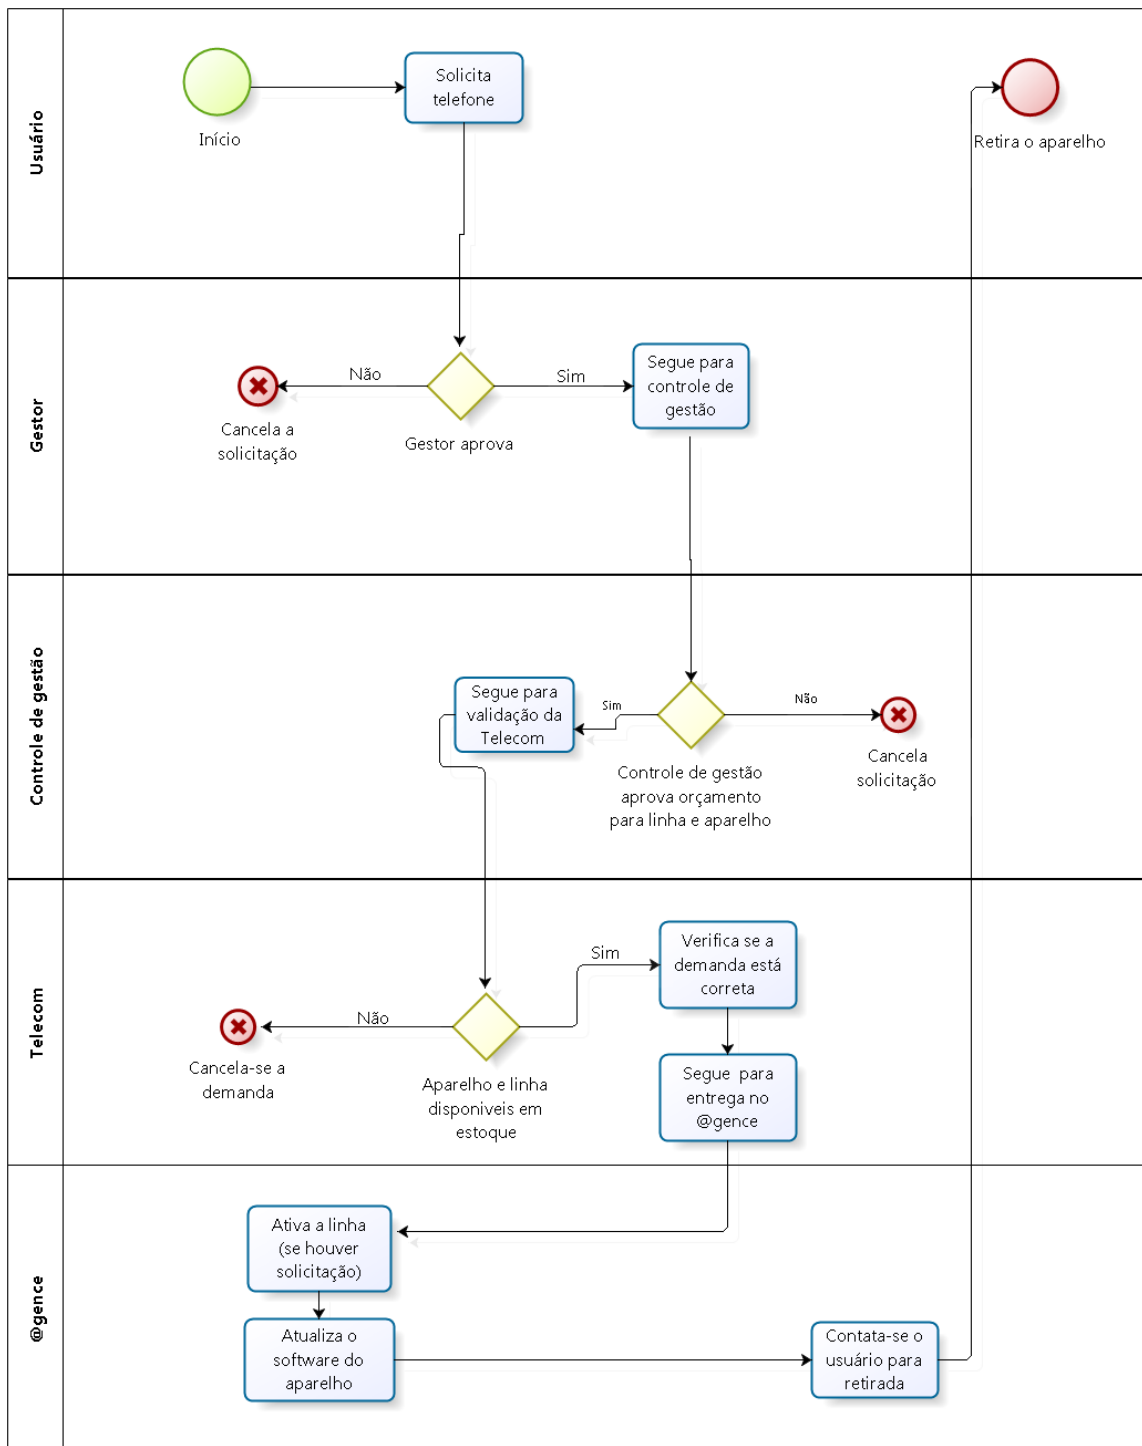 Usuário
Início
Solicita
telefone
Retira o aparelho
Gestor
Não
Cancela a
solicitação
Gestor aprova
Sim
Segue para
controle de
gestão
Controle de gestão
Segue para
validação da
Telecom
Sim
Controle de gestão
aprova orçamento
para linha e aparelho
Não
Cancela
solicitação
Telecom
Não
Cancela-se a
demanda
Aparelho e linha
disponiveis em
estoque
Sim
Verifica se a
demanda está
correta
Segue para
entrega no
@gence
@gence
Ativa a linha
(se houver
solicitação)
Atualiza o
software do
aparelho
Contata-se o
usuário para
retirada